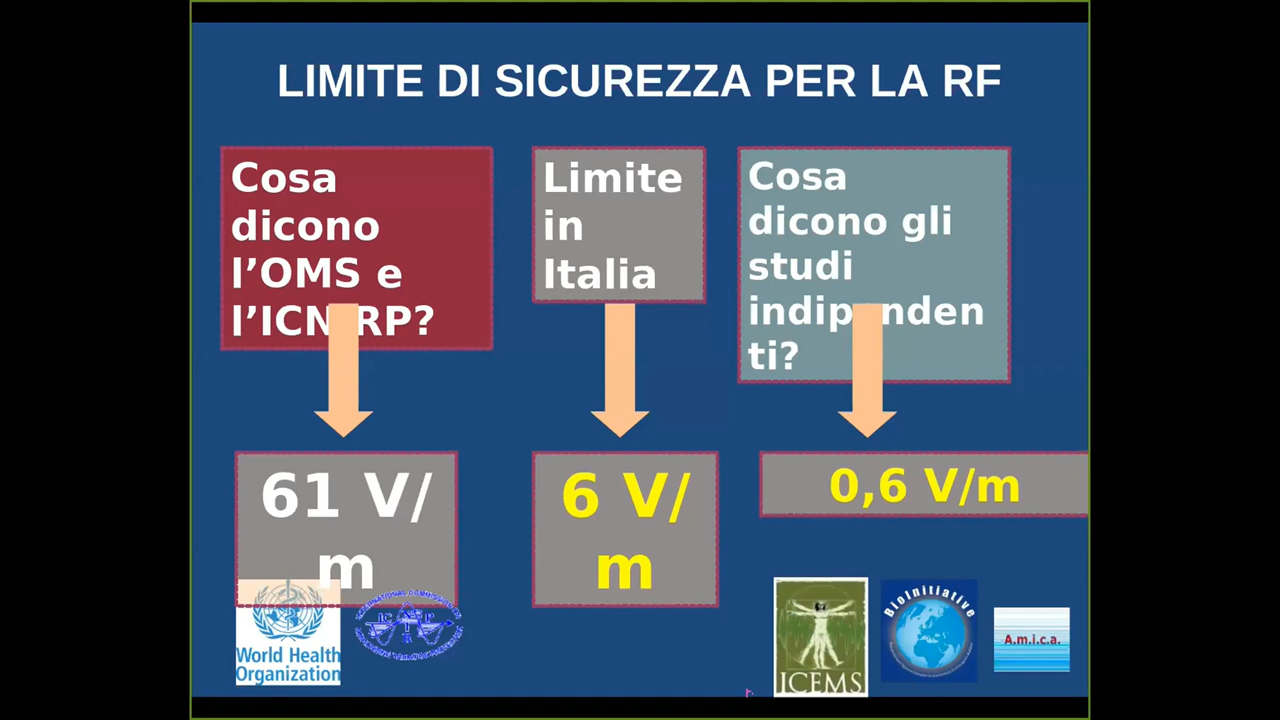 LIMITE DI SICUREZZA PER LA RF
Cosa
dicono
l’OMS e
l’ICNIRP?
Limite
in
Italia
Cosa
dicono gli
studi
indipenden
ti?
61 V/
m
6 V/
m
0,6 V/m
World Health
Organization
ICEMS
BioInitiative
A.m.i.c.a.